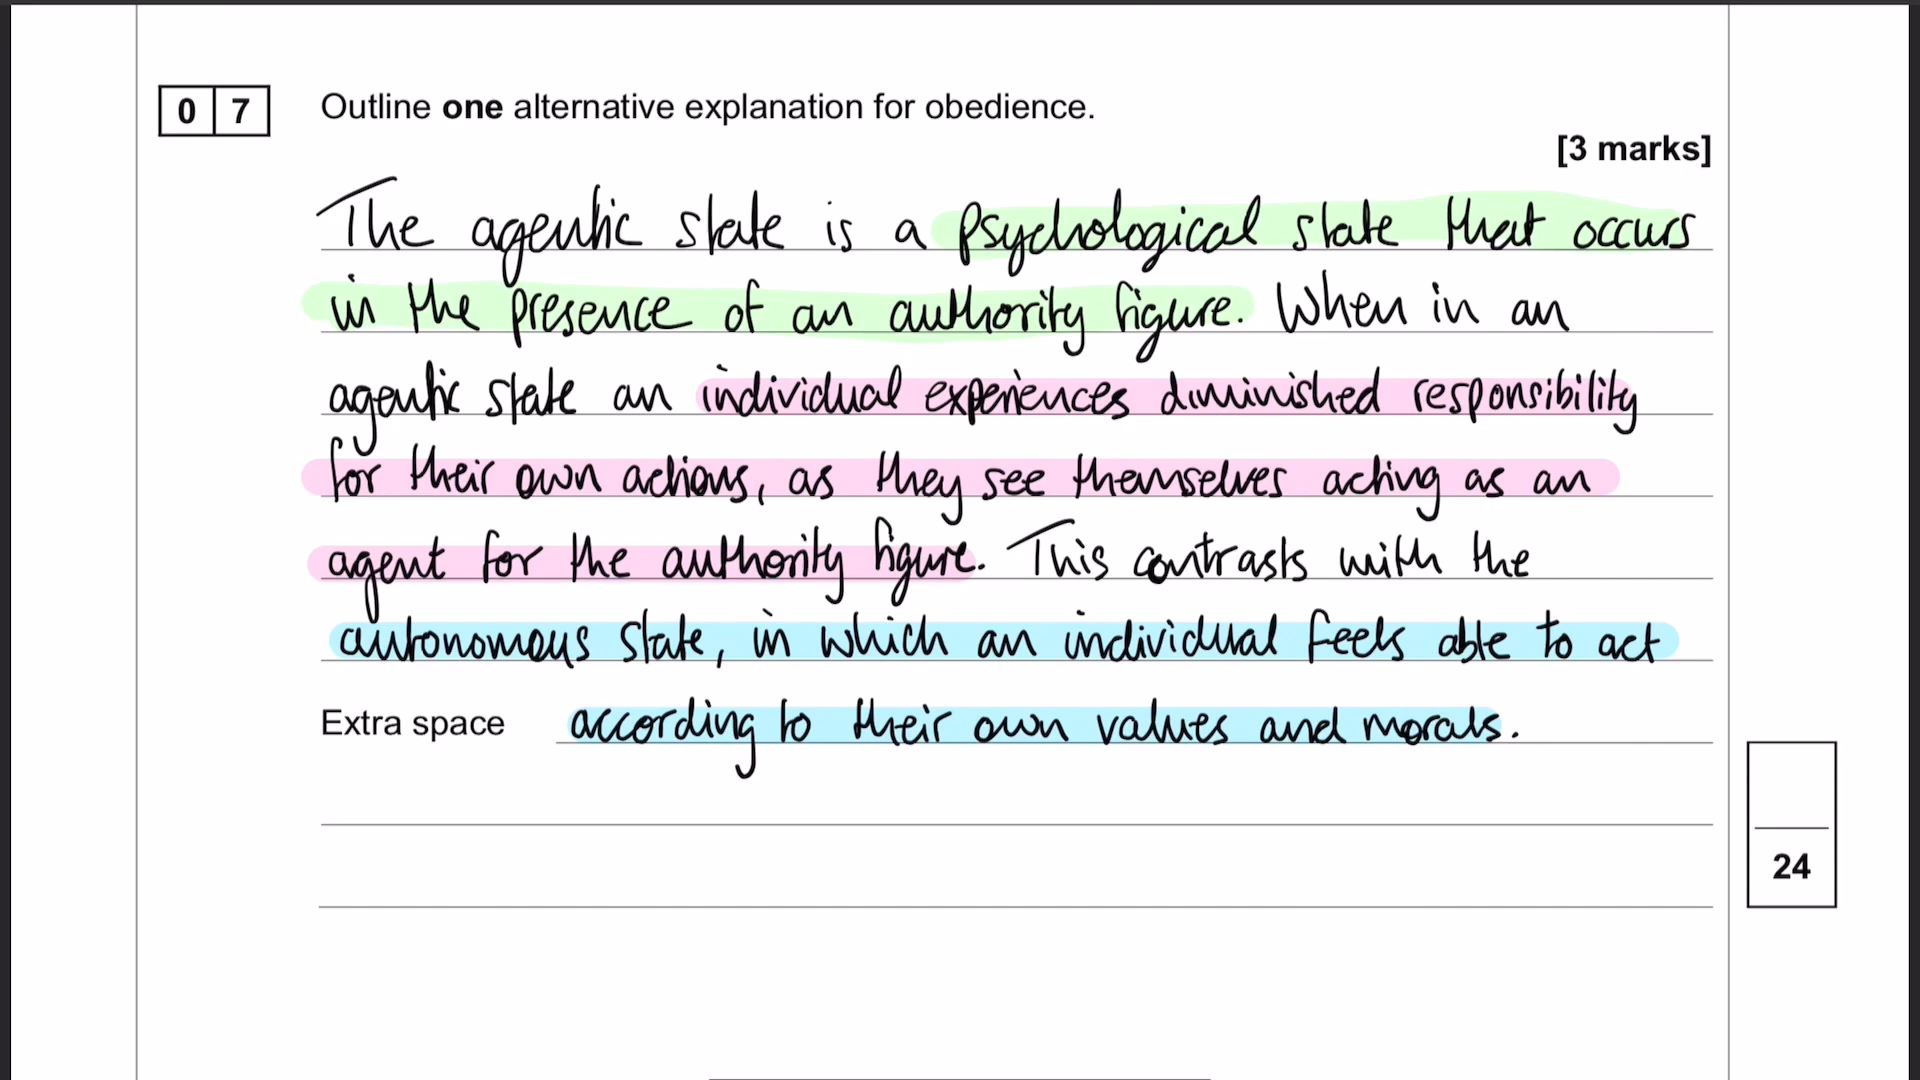 0 7 Outline one alternative explanation for obedience.
[3 marks]
The agentic state is a psychological state that occurs
in the presence of an authority figure. When in an
agentic state an individual experiences diminished responsibility
for their own actions, as they see themselves acting as an
agent for the authority figure. This contrasts with the
autonomous state, in which an individual feels able to act
Extra space according to their own values and morals.
24